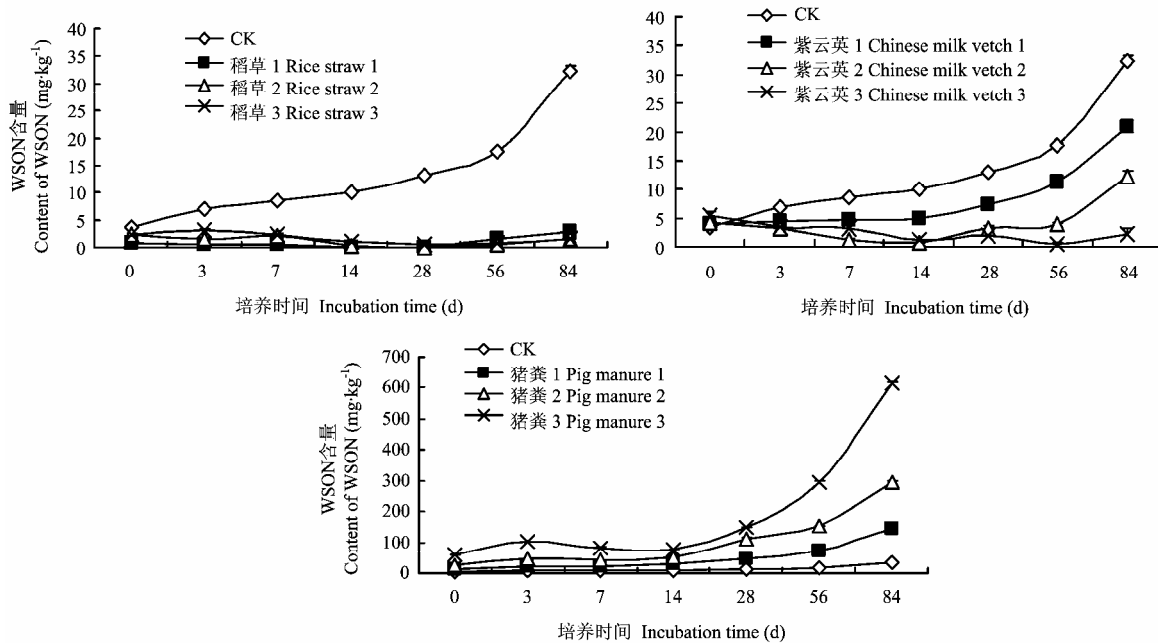 WSON含量
Content of WSON (mg·kg⁻¹)
40
35
30
25
20
15
10
5
0
CK
稻草 1 Rice straw 1
稻草 2 Rice straw 2
稻草 3 Rice straw 3
0 3 7 14 28 56 84
培养时间 Incubation time (d)
40
35
30
25
20
15
10
5
0
CK
紫云英 1 Chinese milk vetch 1
紫云英 2 Chinese milk vetch 2
紫云英 3 Chinese milk vetch 3
0 3 7 14 28 56 84
培养时间 Incubation time (d)
WSON含量
Content of WSON (mg·kg⁻¹)
700
600
500
400
300
200
100
0
CK
猪粪 1 Pig manure 1
猪粪 2 Pig manure 2
猪粪 3 Pig manure 3
0 3 7 14 28 56 84
培养时间 Incubation time (d)